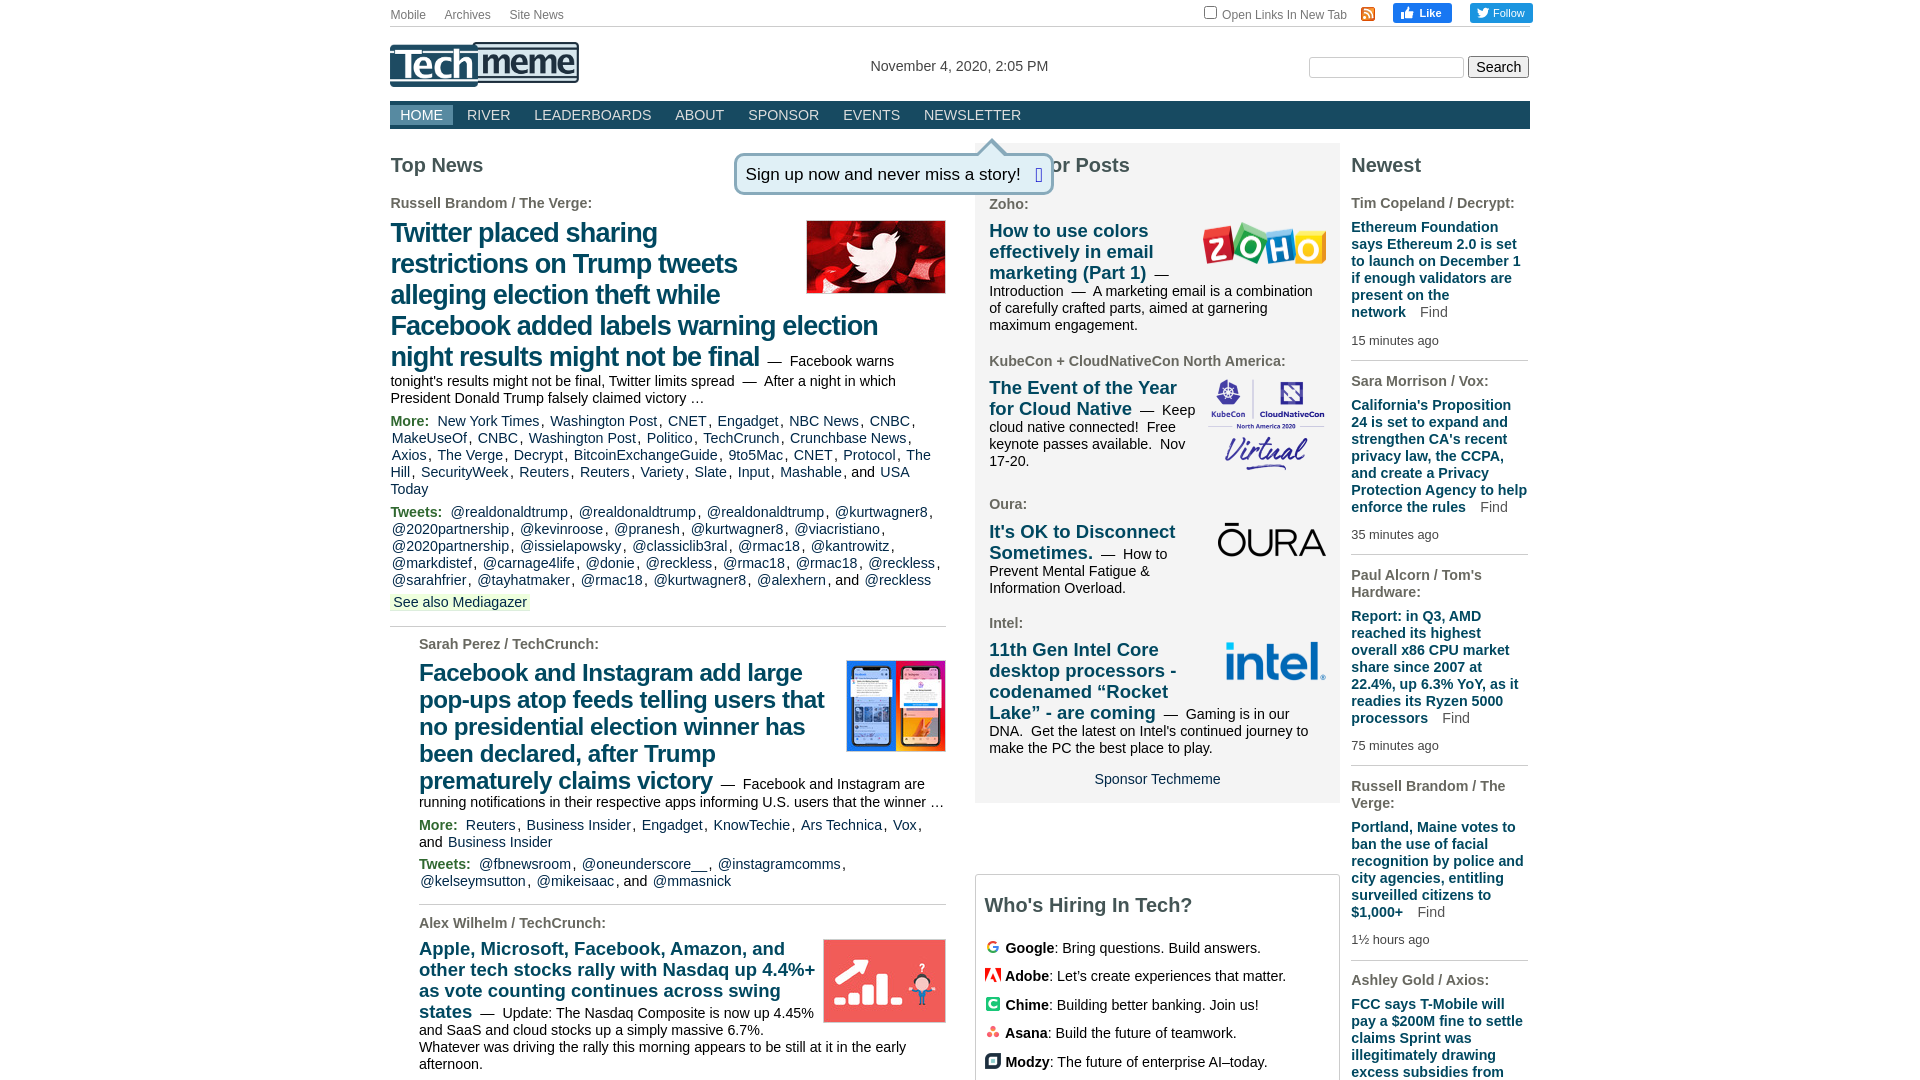 Mobile Archives Site News
Open Links In New Tab
Like
Follow
Techmeme
November 4, 2020, 2:05 PM
Search
HOME RIVER LEADERBOARDS ABOUT SPONSOR EVENTS NEWSLETTER
Sign up now and never miss a story!
Top News
Russell Brandom / The Verge:
Twitter placed sharing
restrictions on Trump tweets
alleging election theft while
Facebook added labels warning election
night results might not be final — Facebook warns
tonight's results might not be final, Twitter limits spread — After a night in which
President Donald Trump falsely claimed victory …
More: New York Times, Washington Post, CNET, Engadget, NBC News, CNBC,
MakeUseOf, CNBC, Washington Post, Politico, TechCrunch, Crunchbase News,
Axios, The Verge, Decrypt, BitcoinExchangeGuide, 9to5Mac, CNET, Protocol, The
Hill, SecurityWeek, Reuters, Reuters, Variety, Slate, Input, Mashable, and USA
Today
Tweets: @realdonaldtrump, @realdonaldtrump, @realdonaldtrump, @kurtwagner8,
@2020partnership, @kevinroose, @pranesh, @kurtwagner8, @viacristiano,
@2020partnership, @issielapowsky, @classiclib3ral, @rmac18, @kantrowitz,
@markdistef, @carnage4life, @donie, @reckless, @rmac18, @rmac18, @reckless,
@sarahfrier, @tayhatmaker, @rmac18, @kurtwagner8, @alexhern, and @reckless
See also Mediagazer
Sarah Perez / TechCrunch:
Facebook and Instagram add large
pop-ups atop feeds telling users that
no presidential election winner has
been declared, after Trump
prematurely claims victory — Facebook and Instagram are
running notifications in their respective apps informing U.S. users that the winner …
More: Reuters, Business Insider, Engadget, KnowTechie, Ars Technica, Vox,
and Business Insider
Tweets: @fbnewsroom, @oneunderscore__, @instagramcomms,
@kelseymsutton, @mikeisaac, and @mmasnick
Alex Wilhelm / TechCrunch:
Apple, Microsoft, Facebook, Amazon, and
other tech stocks rally with Nasdaq up 4.4%+
as vote counting continues across swing
states — Update: The Nasdaq Composite is now up 4.45%
and SaaS and cloud stocks up a simply massive 6.7%.
Whatever was driving the rally this morning appears to be still at it in the early
afternoon.
or Posts
Zoho:
How to use colors
effectively in email
marketing (Part 1) —
Introduction — A marketing email is a combination
of carefully crafted parts, aimed at garnering
maximum engagement.
ZOHO
KubeCon + CloudNativeCon North America:
The Event of the Year
for Cloud Native — Keep
cloud native connected! Free
keynote passes available. Nov
17-20.
KubeCon CloudNativeCon
North America 2020
Virtual
Oura:
It's OK to Disconnect
Sometimes. — How to
Prevent Mental Fatigue &
Information Overload.
ŌURA
Intel:
11th Gen Intel Core
desktop processors -
codenamed “Rocket
Lake” - are coming — Gaming is in our
DNA. Get the latest on Intel's continued journey to
make the PC the best place to play.
intel®
Sponsor Techmeme
Who's Hiring In Tech?
Google: Bring questions. Build answers.
Adobe: Let’s create experiences that matter.
Chime: Building better banking. Join us!
Asana: Build the future of teamwork.
Modzy: The future of enterprise AI–today.
Newest
Tim Copeland / Decrypt:
Ethereum Foundation
says Ethereum 2.0 is set
to launch on December 1
if enough validators are
present on the
network Find
15 minutes ago
Sara Morrison / Vox:
California's Proposition
24 is set to expand and
strengthen CA's recent
privacy law, the CCPA,
and create a Privacy
Protection Agency to help
enforce the rules Find
35 minutes ago
Paul Alcorn / Tom's
Hardware:
Report: in Q3, AMD
reached its highest
overall x86 CPU market
share since 2007 at
22.4%, up 6.3% YoY, as it
readies its Ryzen 5000
processors Find
75 minutes ago
Russell Brandom / The
Verge:
Portland, Maine votes to
ban the use of facial
recognition by police and
city agencies, entitling
surveilled citizens to
$1,000+ Find
1½ hours ago
Ashley Gold / Axios:
FCC says T-Mobile will
pay a $200M fine to settle
claims Sprint was
illegitimately drawing
excess subsidies from